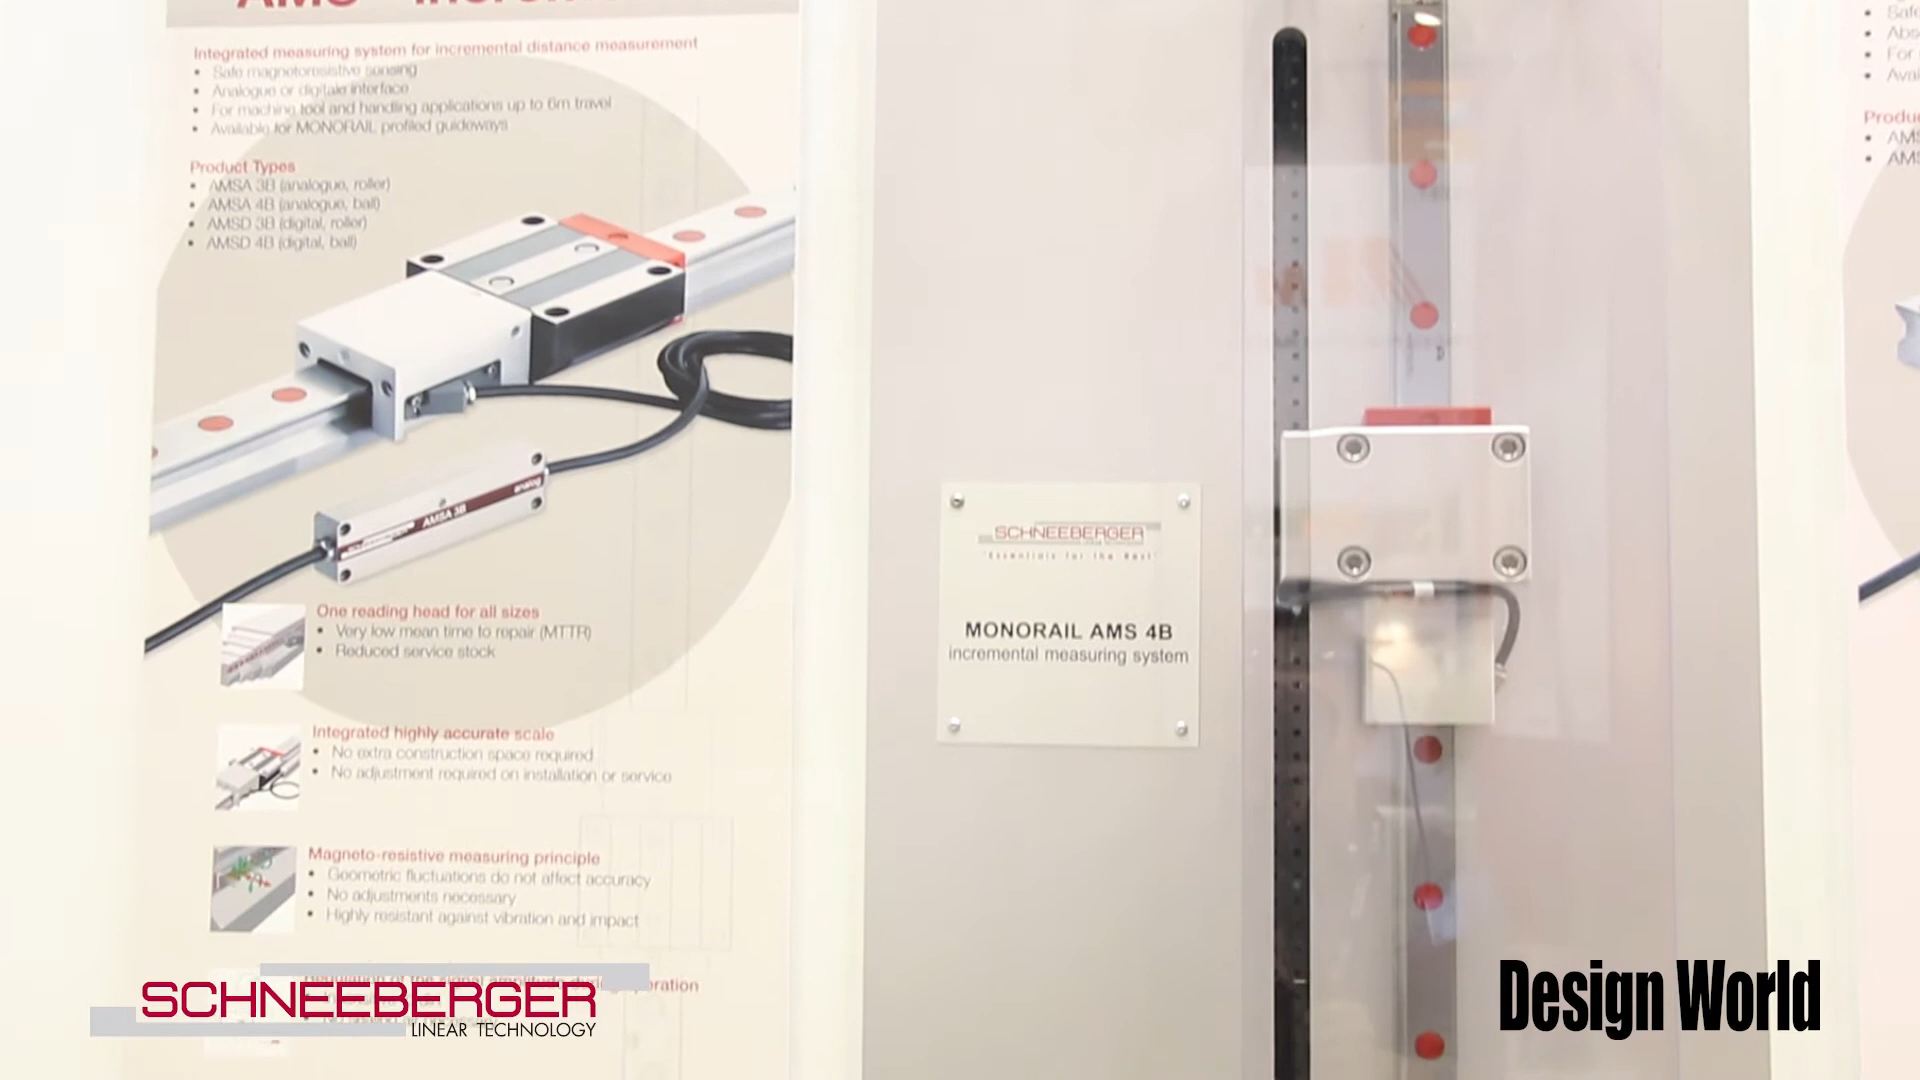 Integrated measuring system for incremental distance measurement
• Safe magnetoresistive sensing
• Analogue or digitale interface
• For machine tool and handling applications up to 6m travel
• Available for MONORAIL profiled guideways
Product Types
• AMSA 3B (analogue, roller)
• AMSA 4B (analogue, ball)
• AMSD 3B (digital, roller)
• AMSD 4B (digital, ball)
analog
AMSA 3B
One reading head for all sizes
• Very low mean time to repair (MTTR)
• Reduced service stock
Integrated highly accurate scale
• No extra construction space required
• No adjustment required on installation or service
Magneto-resistive measuring principle
• Geometric fluctuations do not affect accuracy
• No adjustments necessary
• Highly resistant against vibration and impact
SCHNEEBERGER
LINEAR TECHNOLOGY
SCHNEEBERGER
MONORAIL AMS 4B
incremental measuring system
Design World